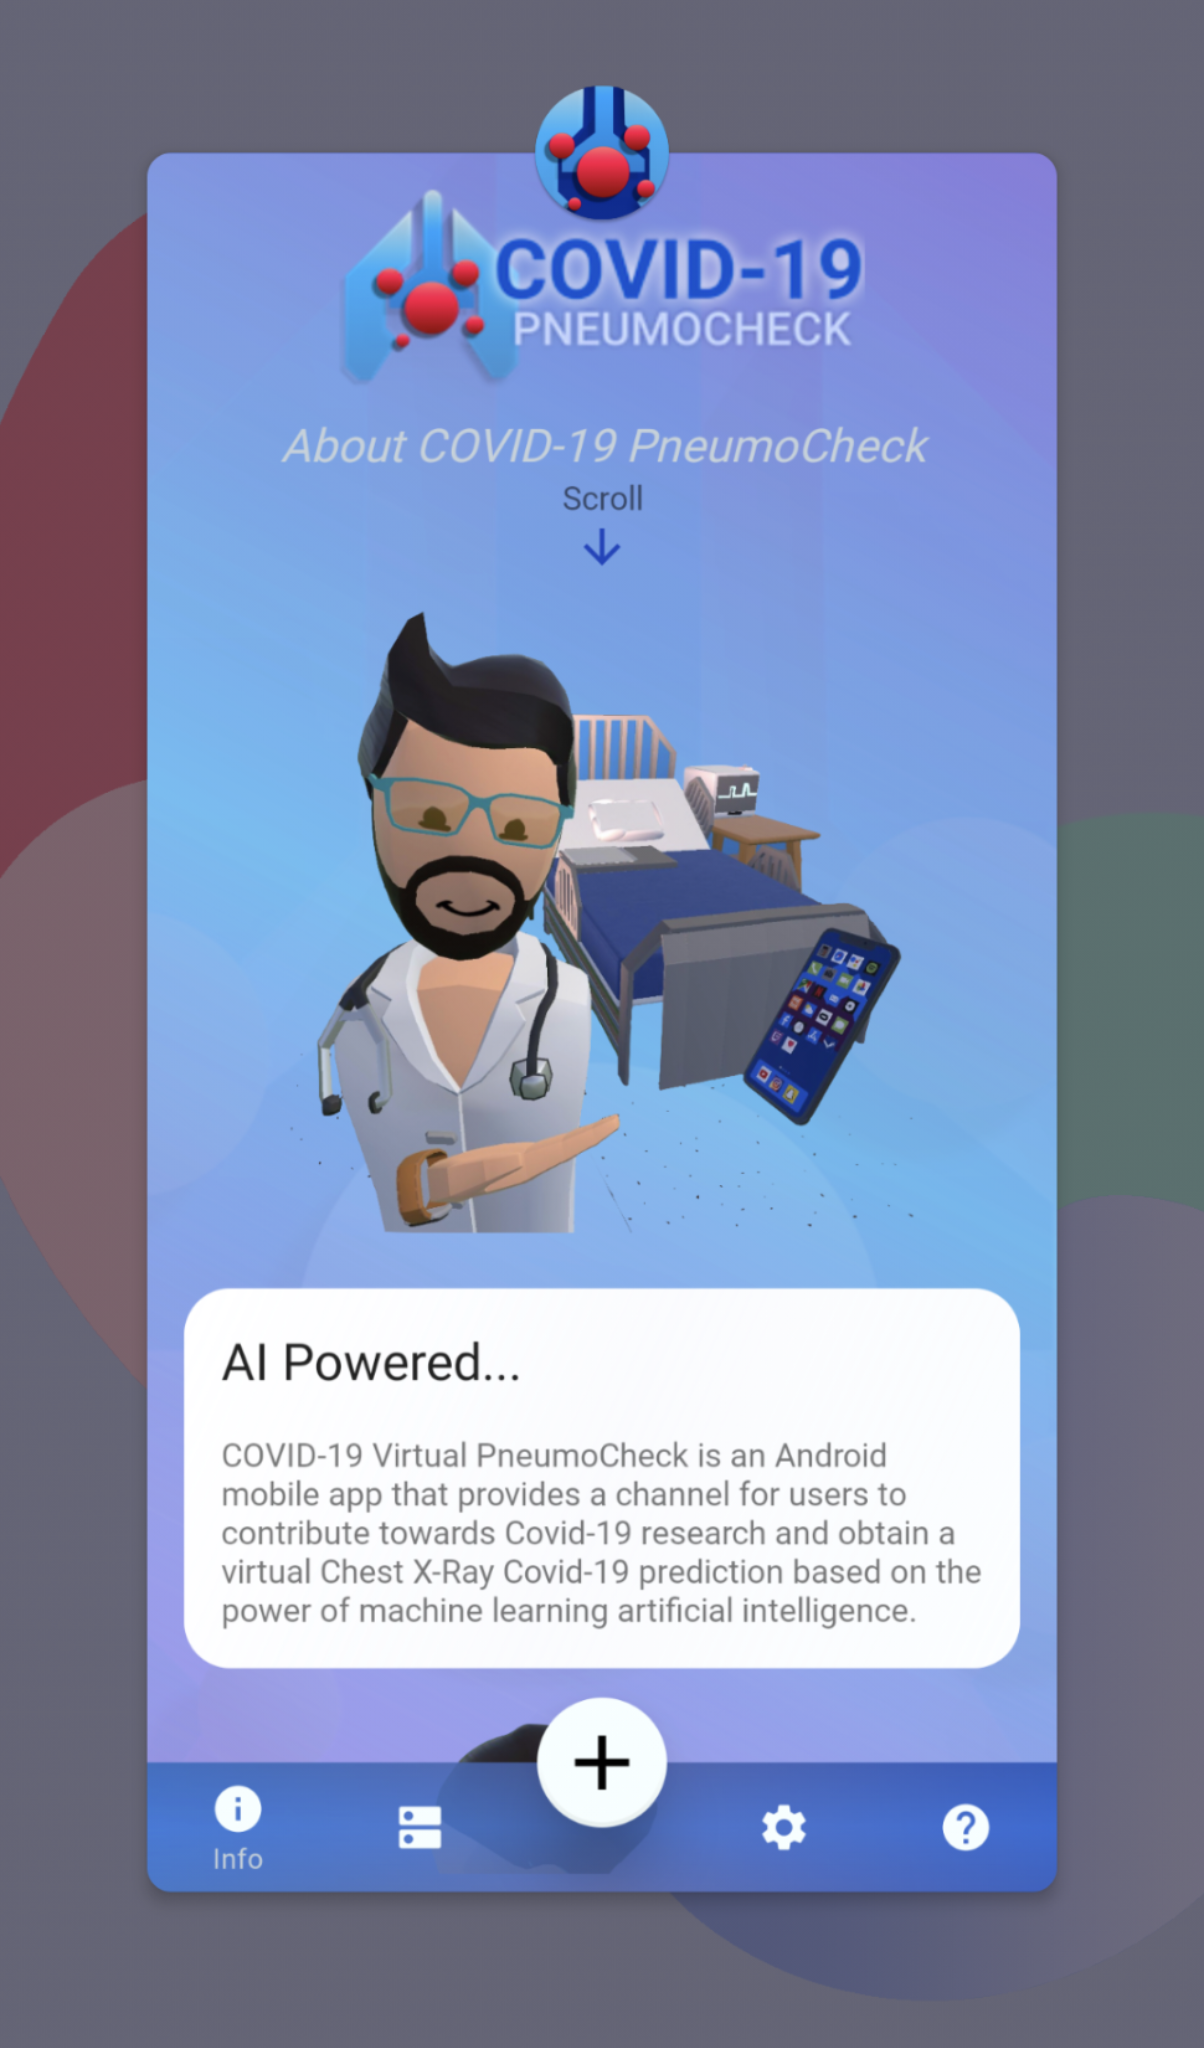 COVID-19
PNEUMOCHECK
About COVID-19 PneumoCheck
Scroll
AI Powered...
COVID-19 Virtual PneumoCheck is an Android
mobile app that provides a channel for users to
contribute towards Covid-19 research and obtain a
virtual Chest X-Ray Covid-19 prediction based on the
power of machine learning artificial intelligence.
Info